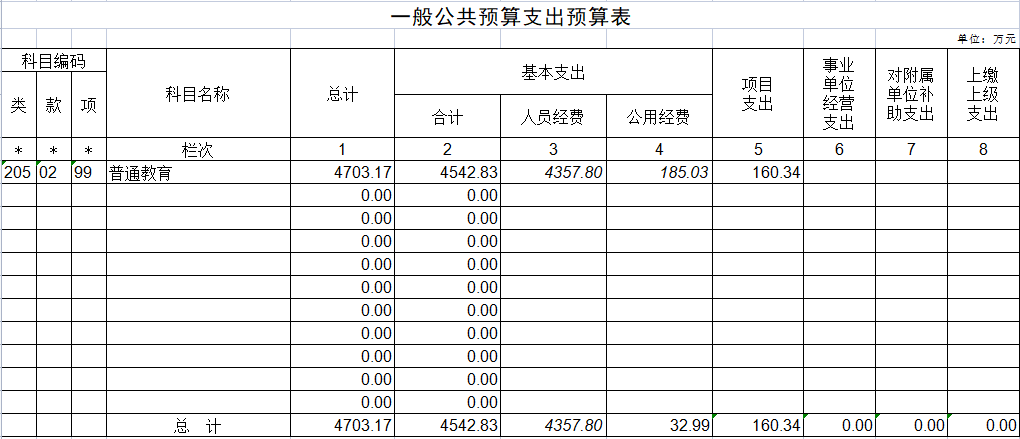 一般公共预算支出预算表
单位：万元
科目编码 科目名称 总计 基本支出 项目支出 事业单位经营支出 对附属单位补助支出 上缴上级支出
类 款 项 合计 人员经费 公用经费
* * * 栏次 1 2 3 4 5 6 7 8
205 02 99 普通教育 4703.17 4542.83 4357.80 185.03 160.34
0.00 0.00
0.00 0.00
0.00 0.00
0.00 0.00
0.00 0.00
0.00 0.00
0.00 0.00
0.00 0.00
0.00 0.00
0.00 0.00
总 计 4703.17 4542.83 4357.80 32.99 160.34 0.00 0.00 0.00